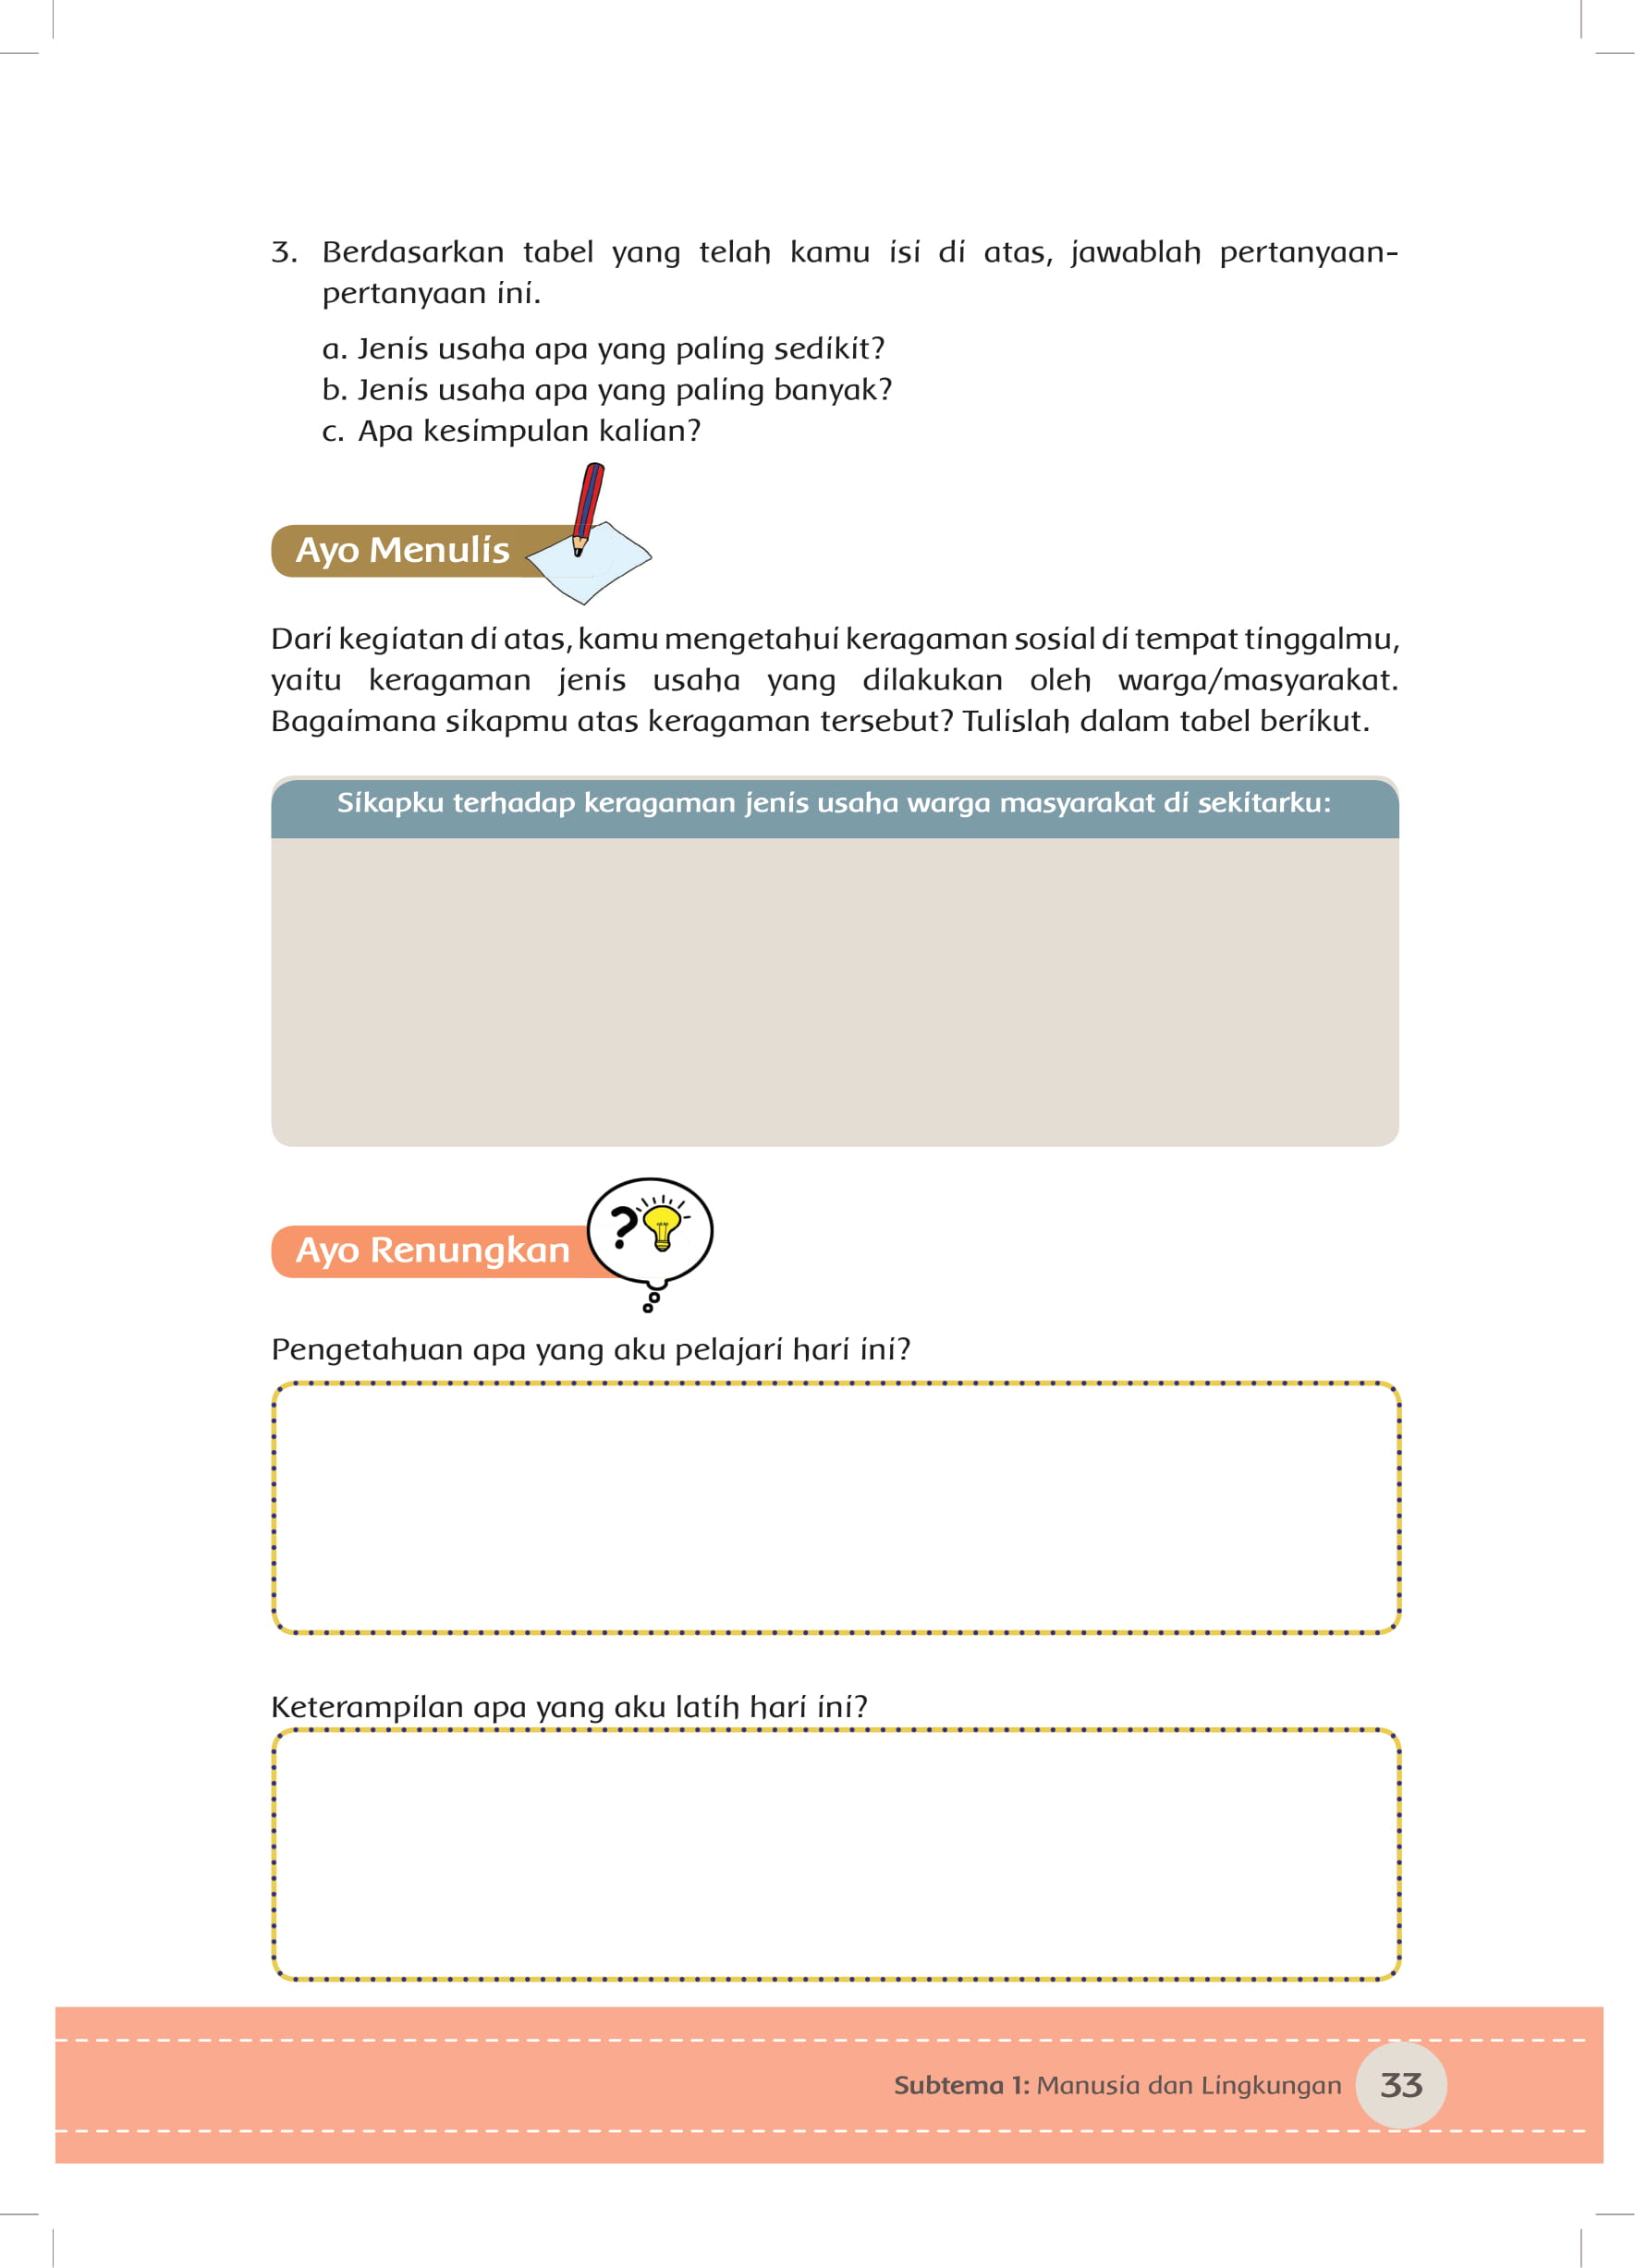 3. Berdasarkan tabel yang telah kamu isi di atas, jawablah pertanyaan-
pertanyaan ini.
a. Jenis usaha apa yang paling sedikit?
b. Jenis usaha apa yang paling banyak?
c. Apa kesimpulan kalian?
Ayo Menulis
Dari kegiatan di atas, kamu mengetahui keragaman sosial di tempat tinggalmu,
yaitu keragaman jenis usaha yang dilakukan oleh warga/masyarakat.
Bagaimana sikapmu atas keragaman tersebut? Tulislah dalam tabel berikut.
Sikapku terhadap keragaman jenis usaha warga masyarakat di sekitarku:
?
Ayo Renungkan
Pengetahuan apa yang aku pelajari hari ini?
Keterampilan apa yang aku latih hari ini?
Subtema 1: Manusia dan Lingkungan 33